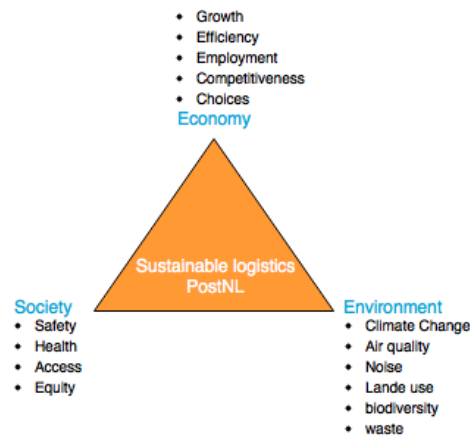 Growth
Efficiency
Employment
Competitiveness
Choices
Economy
Sustainable logistics
PostNL
Society
Safety
Health
Access
Equity
Environment
Climate Change
Air quality
Noise
Lande use
biodiversity
waste